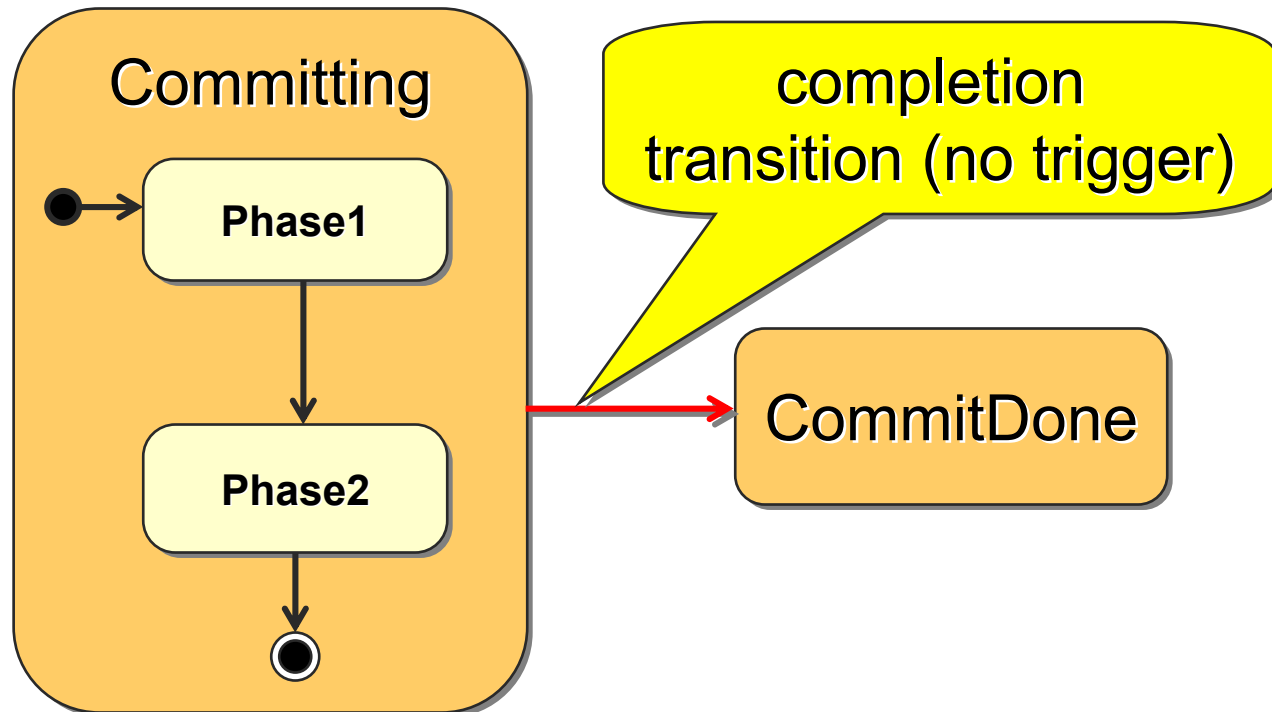 Committing
completion
transition (no trigger)
Phase1
CommitDone
Phase2